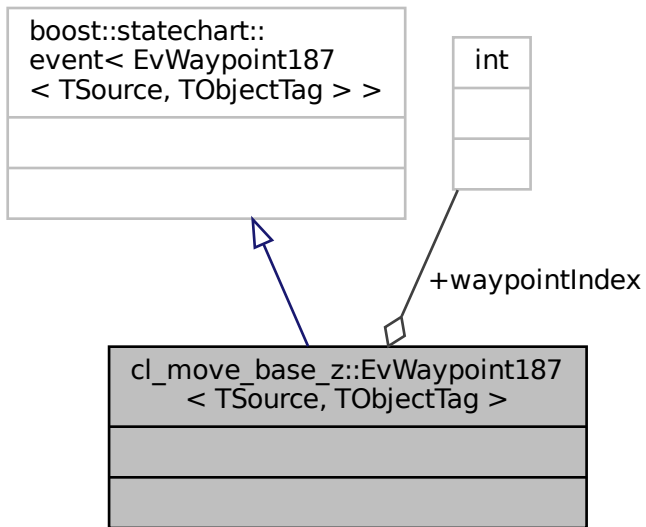 boost::statechart::
event< EvWaypoint187
< TSource, TObjectTag > >
int
+waypointIndex
cl_move_base_z::EvWaypoint187
< TSource, TObjectTag >